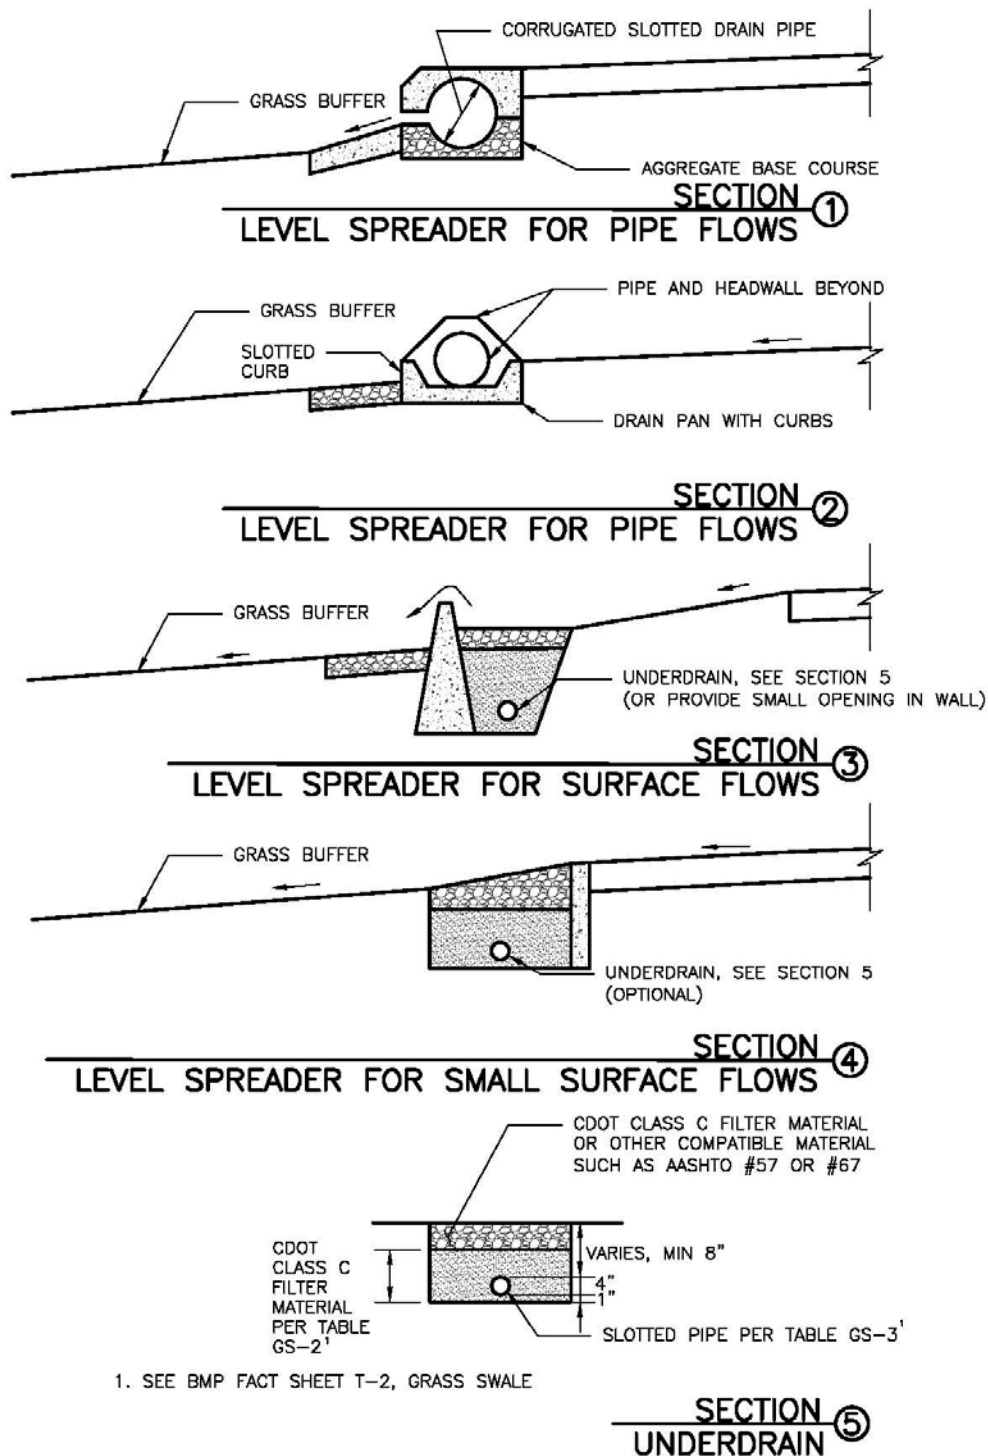 CORRUGATED SLOTTED DRAIN PIPE
GRASS BUFFER
AGGREGATE BASE COURSE
SECTION 1
LEVEL SPREADER FOR PIPE FLOWS
PIPE AND HEADWALL BEYOND
GRASS BUFFER
SLOTTED
CURB
DRAIN PAN WITH CURBS
SECTION 2
LEVEL SPREADER FOR PIPE FLOWS
GRASS BUFFER
UNDERDRAIN, SEE SECTION 5
(OR PROVIDE SMALL OPENING IN WALL)
SECTION 3
LEVEL SPREADER FOR SURFACE FLOWS
GRASS BUFFER
UNDERDRAIN, SEE SECTION 5
(OPTIONAL)
SECTION 4
LEVEL SPREADER FOR SMALL SURFACE FLOWS
CDOT CLASS C FILTER MATERIAL
OR OTHER COMPATIBLE MATERIAL
SUCH AS AASHTO #57 OR #67
CDOT
CLASS C
FILTER
MATERIAL
PER TABLE
GS-2¹
VARIES, MIN 8"
4"
1"
SLOTTED PIPE PER TABLE GS-3¹
1. SEE BMP FACT SHEET T-2, GRASS SWALE
SECTION 5
UNDERDRAIN